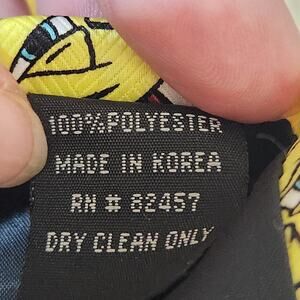 100% POLYESTER
MADE IN KOREA
RN # 82457
DRY CLEAN ONLY